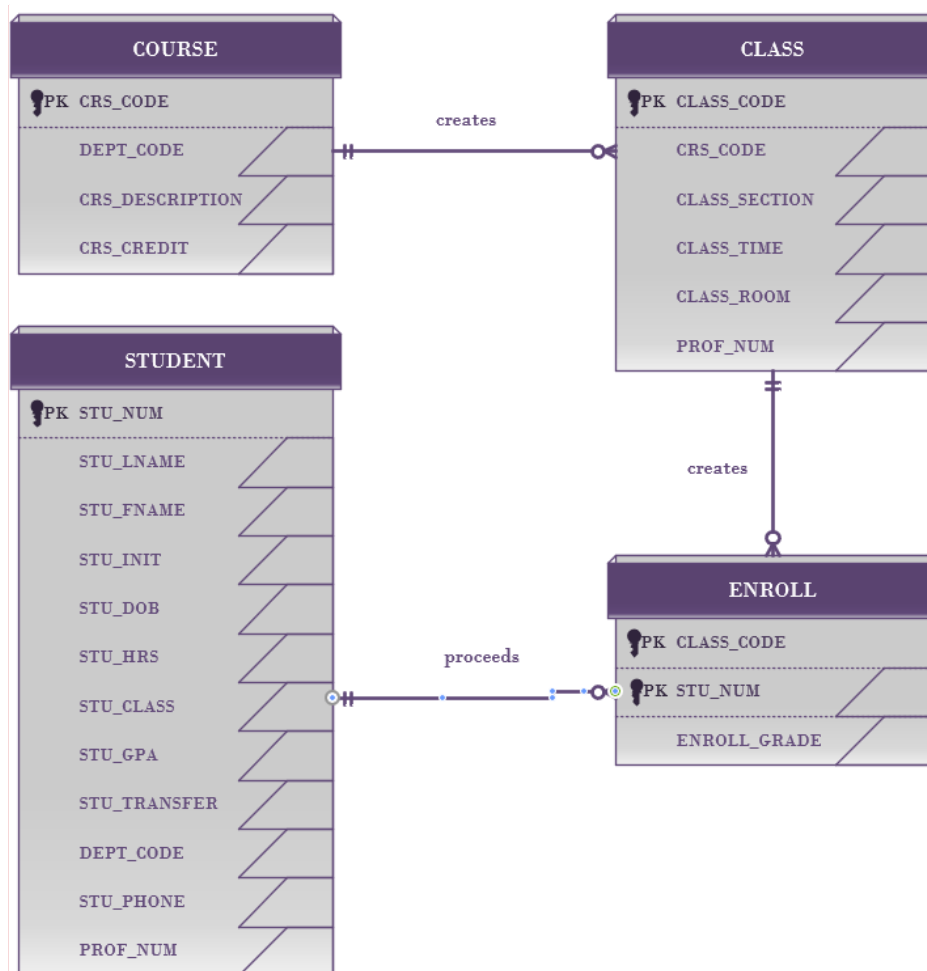 COURSE
PK CRS_CODE
DEPT_CODE
CRS_DESCRIPTION
CRS_CREDIT
creates
CLASS
PK CLASS_CODE
CRS_CODE
CLASS_SECTION
CLASS_TIME
CLASS_ROOM
PROF_NUM
creates
STUDENT
PK STU_NUM
STU_LNAME
STU_FNAME
STU_INIT
STU_DOB
STU_HRS
STU_CLASS
STU_GPA
STU_TRANSFER
DEPT_CODE
STU_PHONE
PROF_NUM
proceeds
ENROLL
PK CLASS_CODE
PK STU_NUM
ENROLL_GRADE